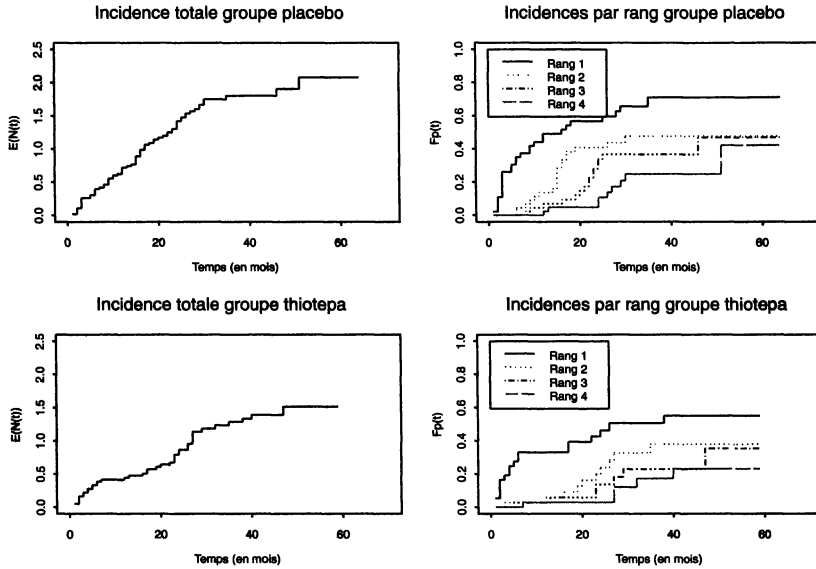 Incidence totale groupe placebo
E(N(t))
0.0 0.5 1.0 1.5 2.0 2.5
0 20 40 60
Temps (en mois)
Incidences par rang groupe placebo
Fp(t)
0.0 0.2 0.4 0.6 0.8 1.0
Rang 1
Rang 2
Rang 3
Rang 4
0 20 40 60
Temps (en mois)
Incidence totale groupe thiotepa
E(N(t))
0.0 0.5 1.0 1.5 2.0 2.5
0 20 40 60
Temps (en mois)
Incidences par rang groupe thiotepa
Fp(t)
0.0 0.2 0.4 0.6 0.8 1.0
Rang 1
Rang 2
Rang 3
Rang 4
0 20 40 60
Temps (en mois)